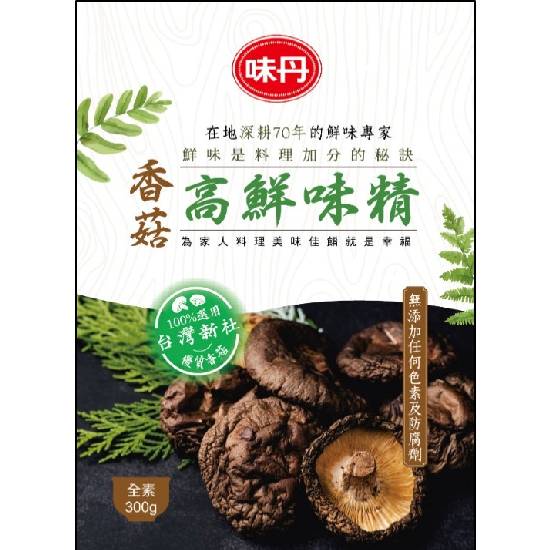 味丹
在地深耕70年的鮮味專家
鮮味是料理加分的秘訣
香菇
高鮮味精
為家人料理美味佳餚就是幸福
100%選用
台灣新社
優質香菇
無添加任何色素及防腐劑
全素
300g